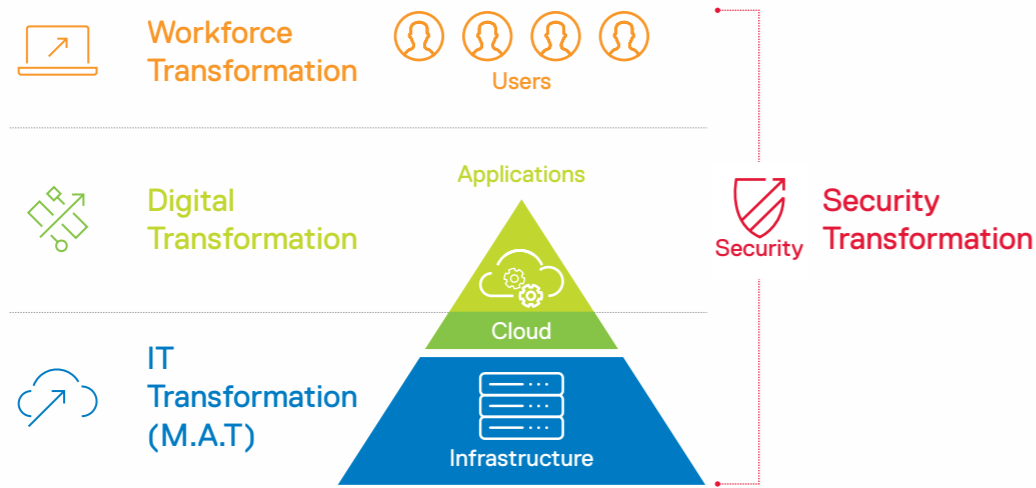 Workforce
Transformation
Users
Applications
Digital
Transformation
Security
Security
Transformation
Cloud
IT
Transformation
(M.A.T)
Infrastructure